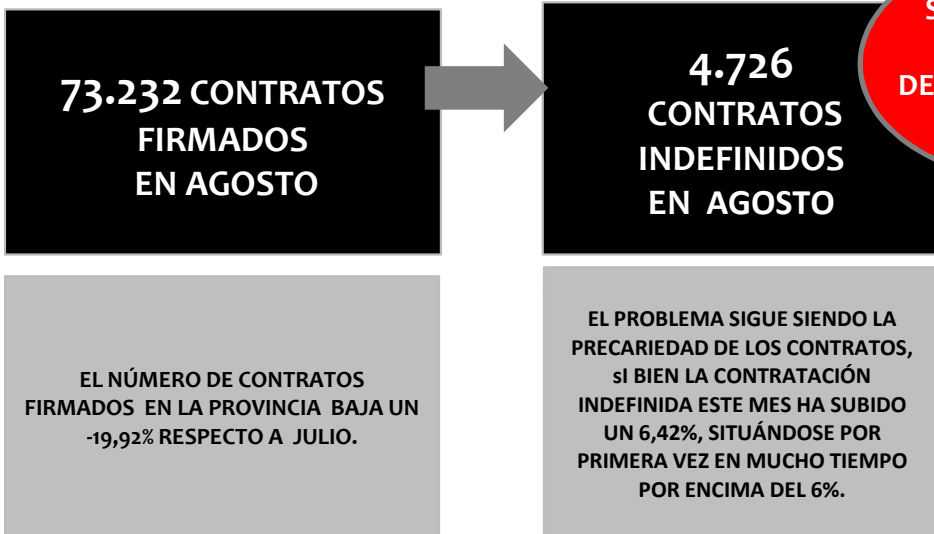 73.232 CONTRATOS
FIRMADOS
EN AGOSTO
4.726
CONTRATOS
INDEFINIDOS
EN AGOSTO
S
DE
EL NÚMERO DE CONTRATOS
FIRMADOS EN LA PROVINCIA BAJA UN
-19,92% RESPECTO A JULIO.
EL PROBLEMA SIGUE SIENDO LA
PRECARIEDAD DE LOS CONTRATOS,
sI BIEN LA CONTRATACIÓN
INDEFINIDA ESTE MES HA SUBIDO
UN 6,42%, SITUÁNDOSE POR
PRIMERA VEZ EN MUCHO TIEMPO
POR ENCIMA DEL 6%.